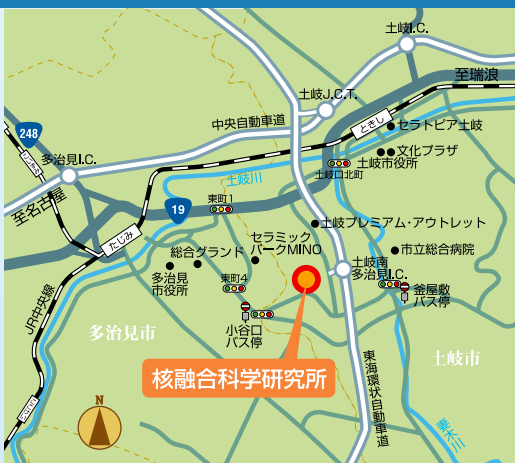 土岐I.C.
至瑞浪
土岐J.C.T.
248
中央自動車道
ときし
セラトピア土岐
文化プラザ
土岐市役所
多治見I.C.
土岐口北町
土岐川
至名古屋
19
東町1
土岐プレミアム・アウトレット
たじみ
セラミック
パークMINO
総合グランド
市立総合病院
土岐南
多治見I.C.
多治見
市役所
東町4
釜屋敷
バス停
JR中央線
小谷口
バス停
多治見市
土岐市
核融合科学研究所
東海環状自動車道
妻木川
N